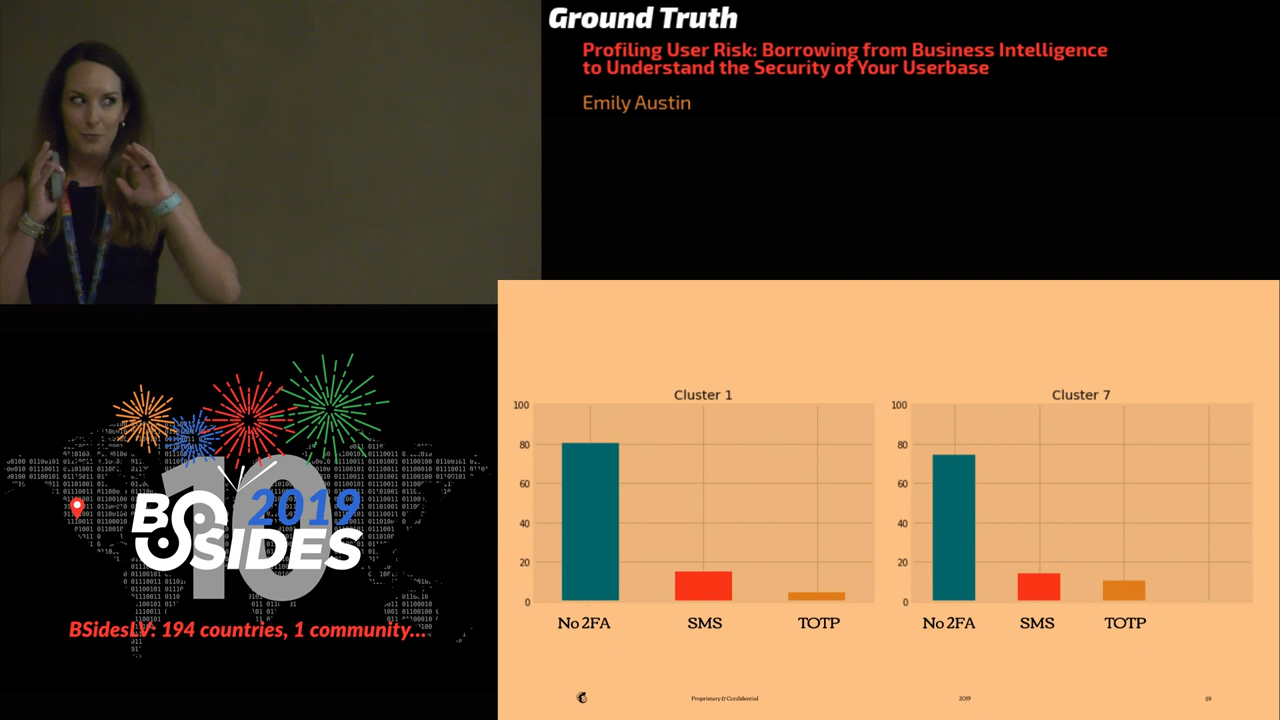 Ground Truth
Profiling User Risk: Borrowing from Business Intelligence
to Understand the Security of Your Userbase
Emily Austin
10
2019
BSIDES
BSidesLV: 194 countries, 1 community...
Cluster 1
100
80
60
40
20
0
No 2FA
SMS
TOTP
Cluster 7
100
80
60
40
20
0
No 2FA
SMS
TOTP
Proprietary & Confidential
2019
59